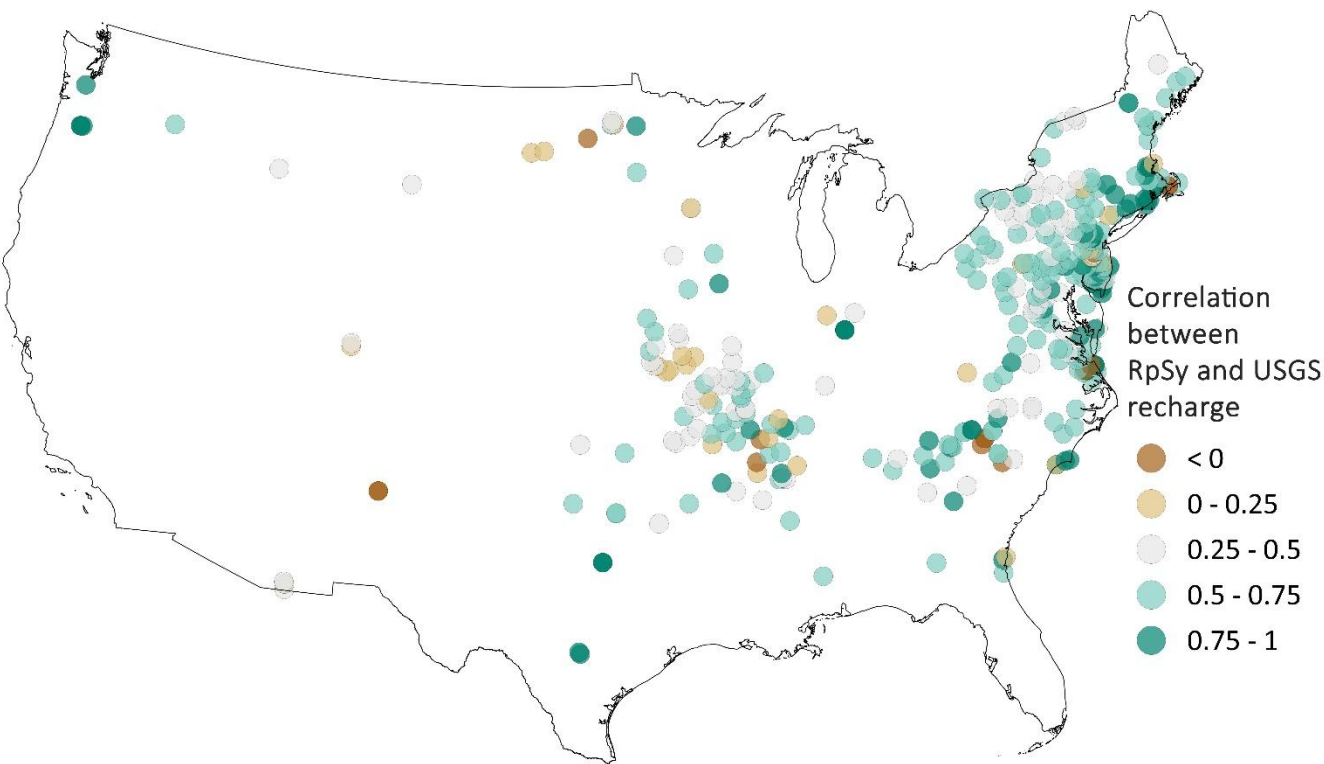 Correlation
between
RpSy and USGS
recharge
< 0
0 - 0.25
0.25 - 0.5
0.5 - 0.75
0.75 - 1